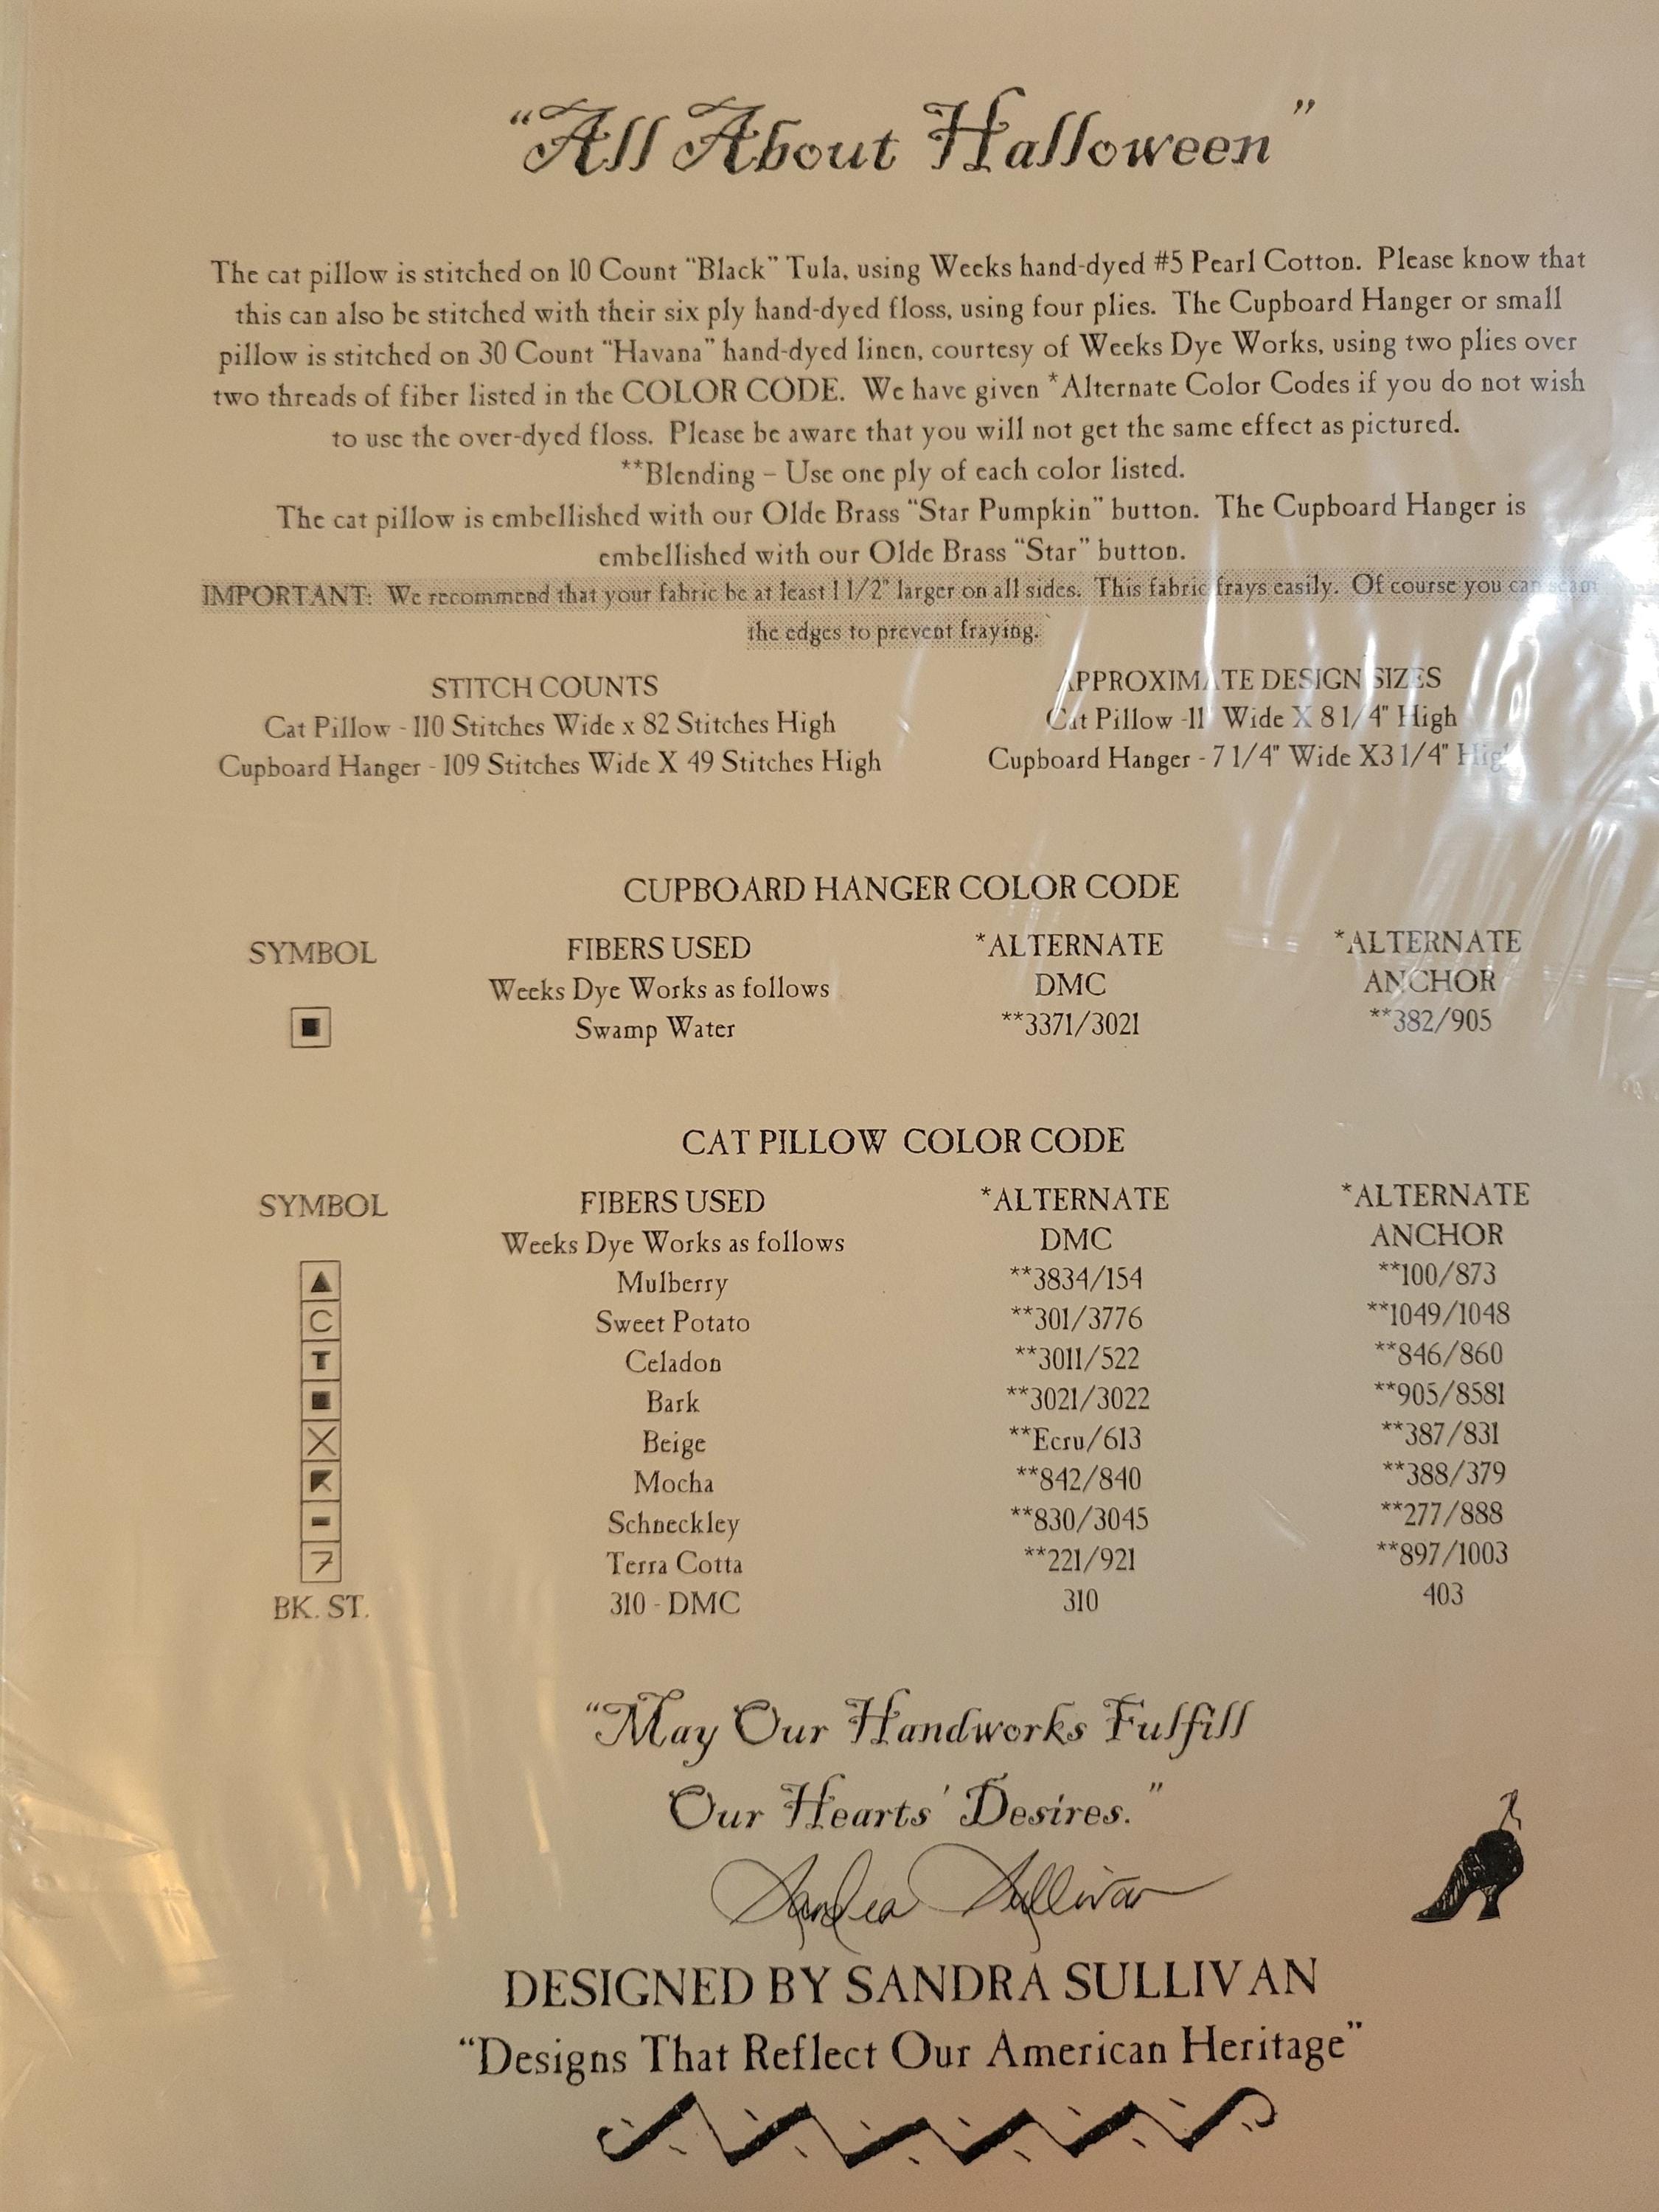 “All About Halloween”
The cat pillow is stitched on 10 Count “Black” Tula, using Weeks hand-dyed #5 Pearl Cotton. Please know that
this can also be stitched with their six ply hand-dyed floss, using four plies. The Cupboard Hanger or small
pillow is stitched on 30 Count “Havana” hand-dyed linen, courtesy of Weeks Dye Works, using two plies over
two threads of fiber listed in the COLOR CODE. We have given *Alternate Color Codes if you do not wish
to use the over-dyed floss. Please be aware that you will not get the same effect as pictured.
**Blending – Use one ply of each color listed.
The cat pillow is embellished with our Olde Brass “Star Pumpkin” button. The Cupboard Hanger is
embellished with our Olde Brass “Star” button.
IMPORTANT: We recommend that your fabric be at least 1 1/2" larger on all sides. This fabric frays easily. Of course you can seam
the edges to prevent fraying.
STITCH COUNTS
Cat Pillow - 110 Stitches Wide x 82 Stitches High
Cupboard Hanger - 109 Stitches Wide X 49 Stitches High
APPROXIMATE DESIGN SIZES
Cat Pillow -11" Wide X 8 1/4" High
Cupboard Hanger - 7 1/4" Wide X3 1/4" High
CUPBOARD HANGER COLOR CODE
SYMBOL FIBERS USED *ALTERNATE *ALTERNATE
Weeks Dye Works as follows DMC ANCHOR
Swamp Water **3371/3021 **382/905
CAT PILLOW COLOR CODE
SYMBOL FIBERS USED *ALTERNATE *ALTERNATE
Weeks Dye Works as follows DMC ANCHOR
Mulberry **3834/154 **100/873
C Sweet Potato **301/3776 **1049/1048
T Celadon **3011/522 **846/860
Bark **3021/3022 **905/8581
X Beige **Ecru/613 **387/831
Mocha **842/840 **388/379
- Schneckley **830/3045 **277/888
7 Terra Cotta **221/921 **897/1003
BK. ST. 310 - DMC 310 403
“May Our Handworks Fulfill
Our Hearts' Desires.”
Sandra Sullivan
DESIGNED BY SANDRA SULLIVAN
“Designs That Reflect Our American Heritage”